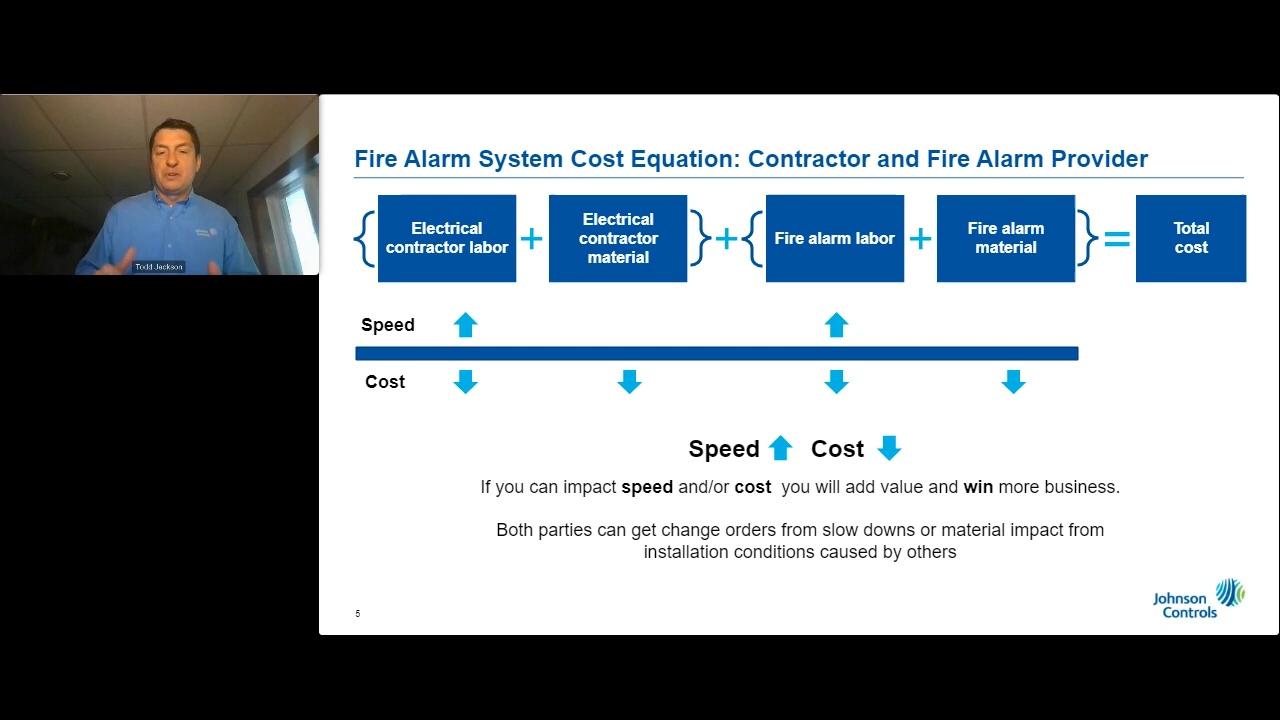 Fire Alarm System Cost Equation: Contractor and Fire Alarm Provider
Electrical
contractor labor
+
Electrical
contractor
material
+
Fire alarm labor
+
Fire alarm
material
=
Total
cost
Speed
Cost
Speed Cost
If you can impact speed and/or cost you will add value and win more business.
Both parties can get change orders from slow downs or material impact from
installation conditions caused by others
5
Johnson
Controls
Todd Jackson